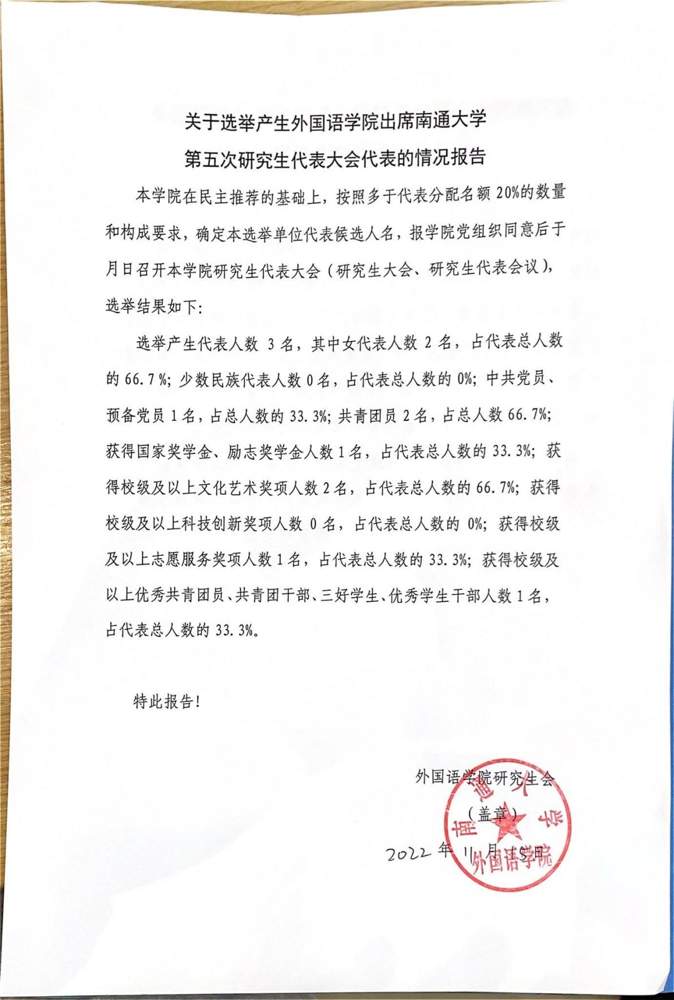 关于选举产生外国语学院出席南通大学
第五次研究生代表大会代表的情况报告
本学院在民主推荐的基础上，按照多于代表分配名额 20%的数量
和构成要求，确定本选举单位代表候选人名，报学院党组织同意后于
月日召开本学院研究生代表大会（研究生大会、研究生代表会议），
选举结果如下：
选举产生代表人数 3 名，其中女代表人数 2 名，占代表总人数
的 66.7%；少数民族代表人数 0 名，占代表总人数的 0%；中共党员、
预备党员 1 名，占总人数的 33.3%；共青团员 2 名，占总人数 66.7%；
获得国家奖学金、励志奖学金人数 1 名，占代表总人数的 33.3%；获
得校级及以上文化艺术奖项人数 2 名，占代表总人数的 66.7%；获得
校级及以上科技创新奖项人数 0 名，占代表总人数的 0%；获得校级
及以上志愿服务奖项人数 1 名，占代表总人数的 33.3%；获得校级及
以上优秀共青团员、共青团干部、三好学生、优秀学生干部人数 1 名，
占代表总人数的 33.3%。
特此报告！
外国语学院研究生会
（盖章）
2022 年 11 月 15 日
南通大学
外国语学院